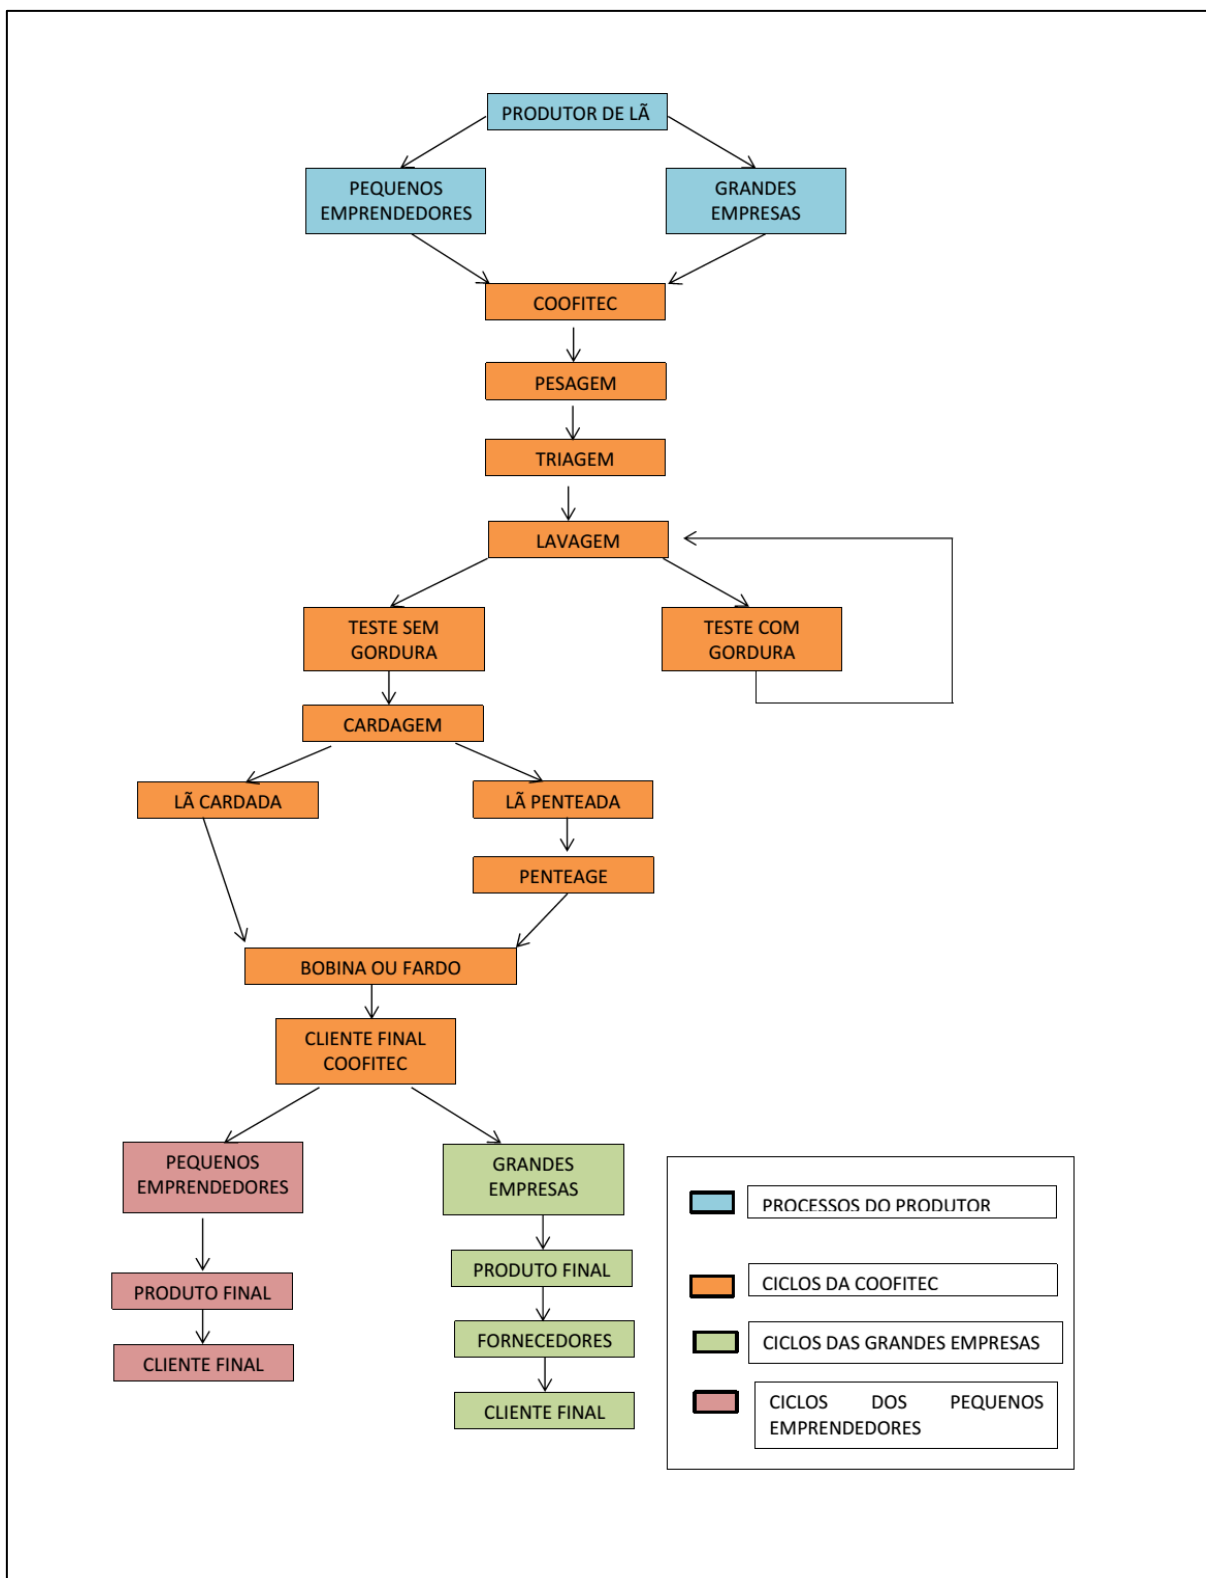 PRODUTOR DE LÃ
PEQUENOS
EMPRENDEDORES
GRANDES
EMPRESAS
COOFITEC
PESAGEM
TRIAGEM
LAVAGEM
TESTE SEM
GORDURA
TESTE COM
GORDURA
CARDAGEM
LÃ CARDADA
LÃ PENTEADA
PENTEAGE
BOBINA OU FARDO
CLIENTE FINAL
COOFITEC
PEQUENOS
EMPRENDEDORES
PRODUTO FINAL
CLIENTE FINAL
GRANDES
EMPRESAS
PRODUTO FINAL
FORNECEDORES
CLIENTE FINAL
PROCESSOS DO PRODUTOR
CICLOS DA COOFITEC
CICLOS DAS GRANDES EMPRESAS
CICLOS DOS PEQUENOS
EMPRENDEDORES